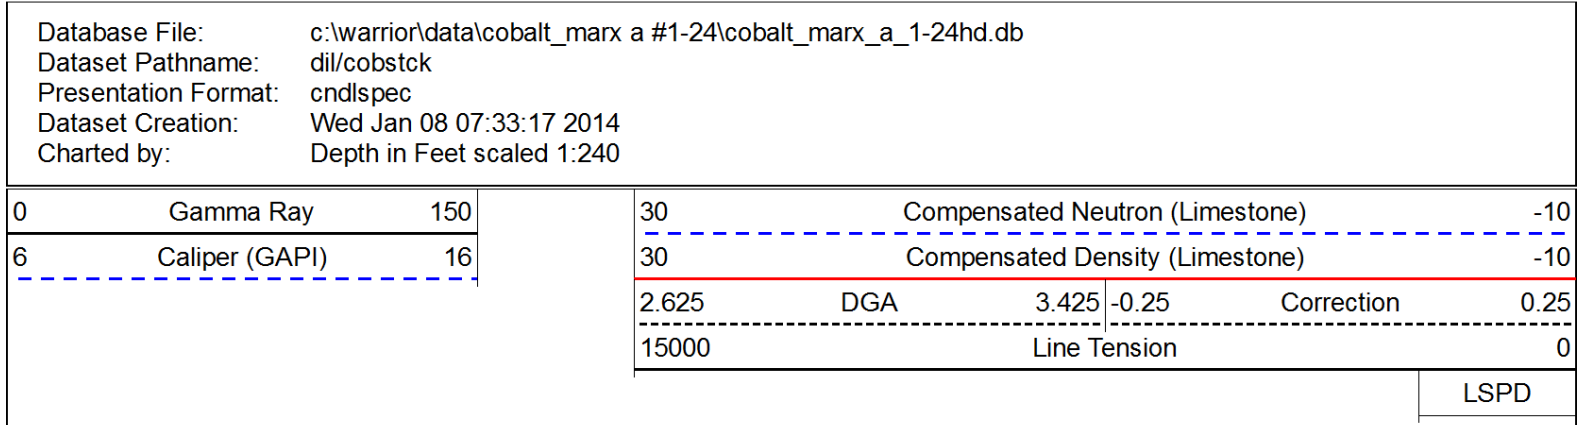 Database File: c:\warrior\data\cobalt_marx a #1-24\cobalt_marx_a_1-24hd.db
Dataset Pathname: dil/cobstck
Presentation Format: cndlspec
Dataset Creation: Wed Jan 08 07:33:17 2014
Charted by: Depth in Feet scaled 1:240
0 Gamma Ray 150 30 Compensated Neutron (Limestone) -10
6 Caliper (GAPI) 16 30 Compensated Density (Limestone) -10
2.625 DGA 3.425 -0.25 Correction 0.25
15000 Line Tension 0
LSPD